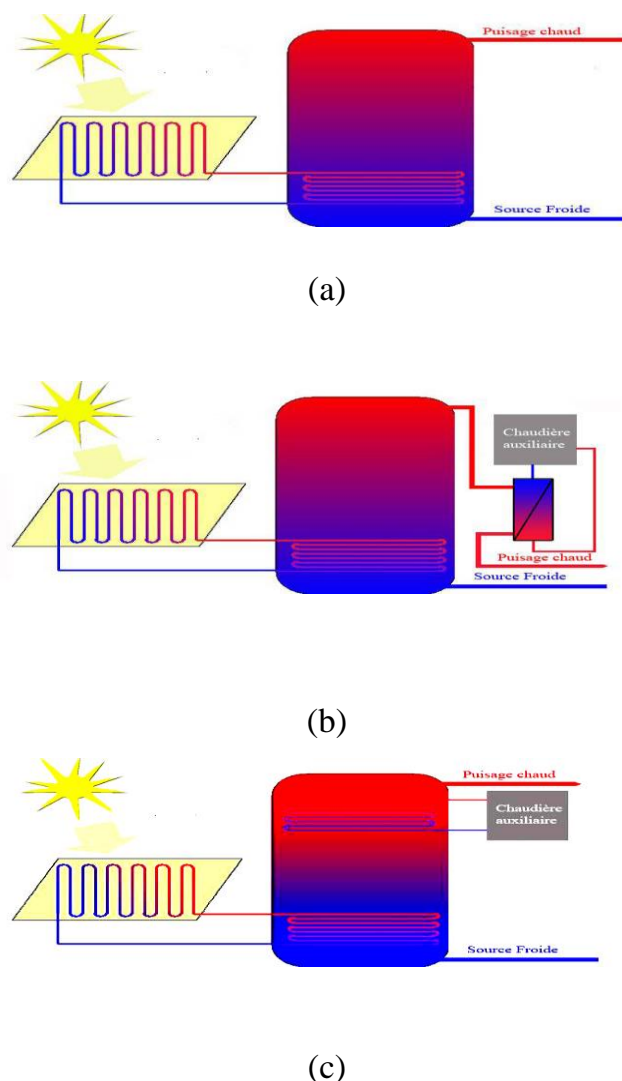 Puisage chaud
Source Froide
(a)
Chaudière
auxiliaire
Puisage chaud
Source Froide
(b)
Puisage chaud
Chaudière
auxiliaire
Source Froide
(c)